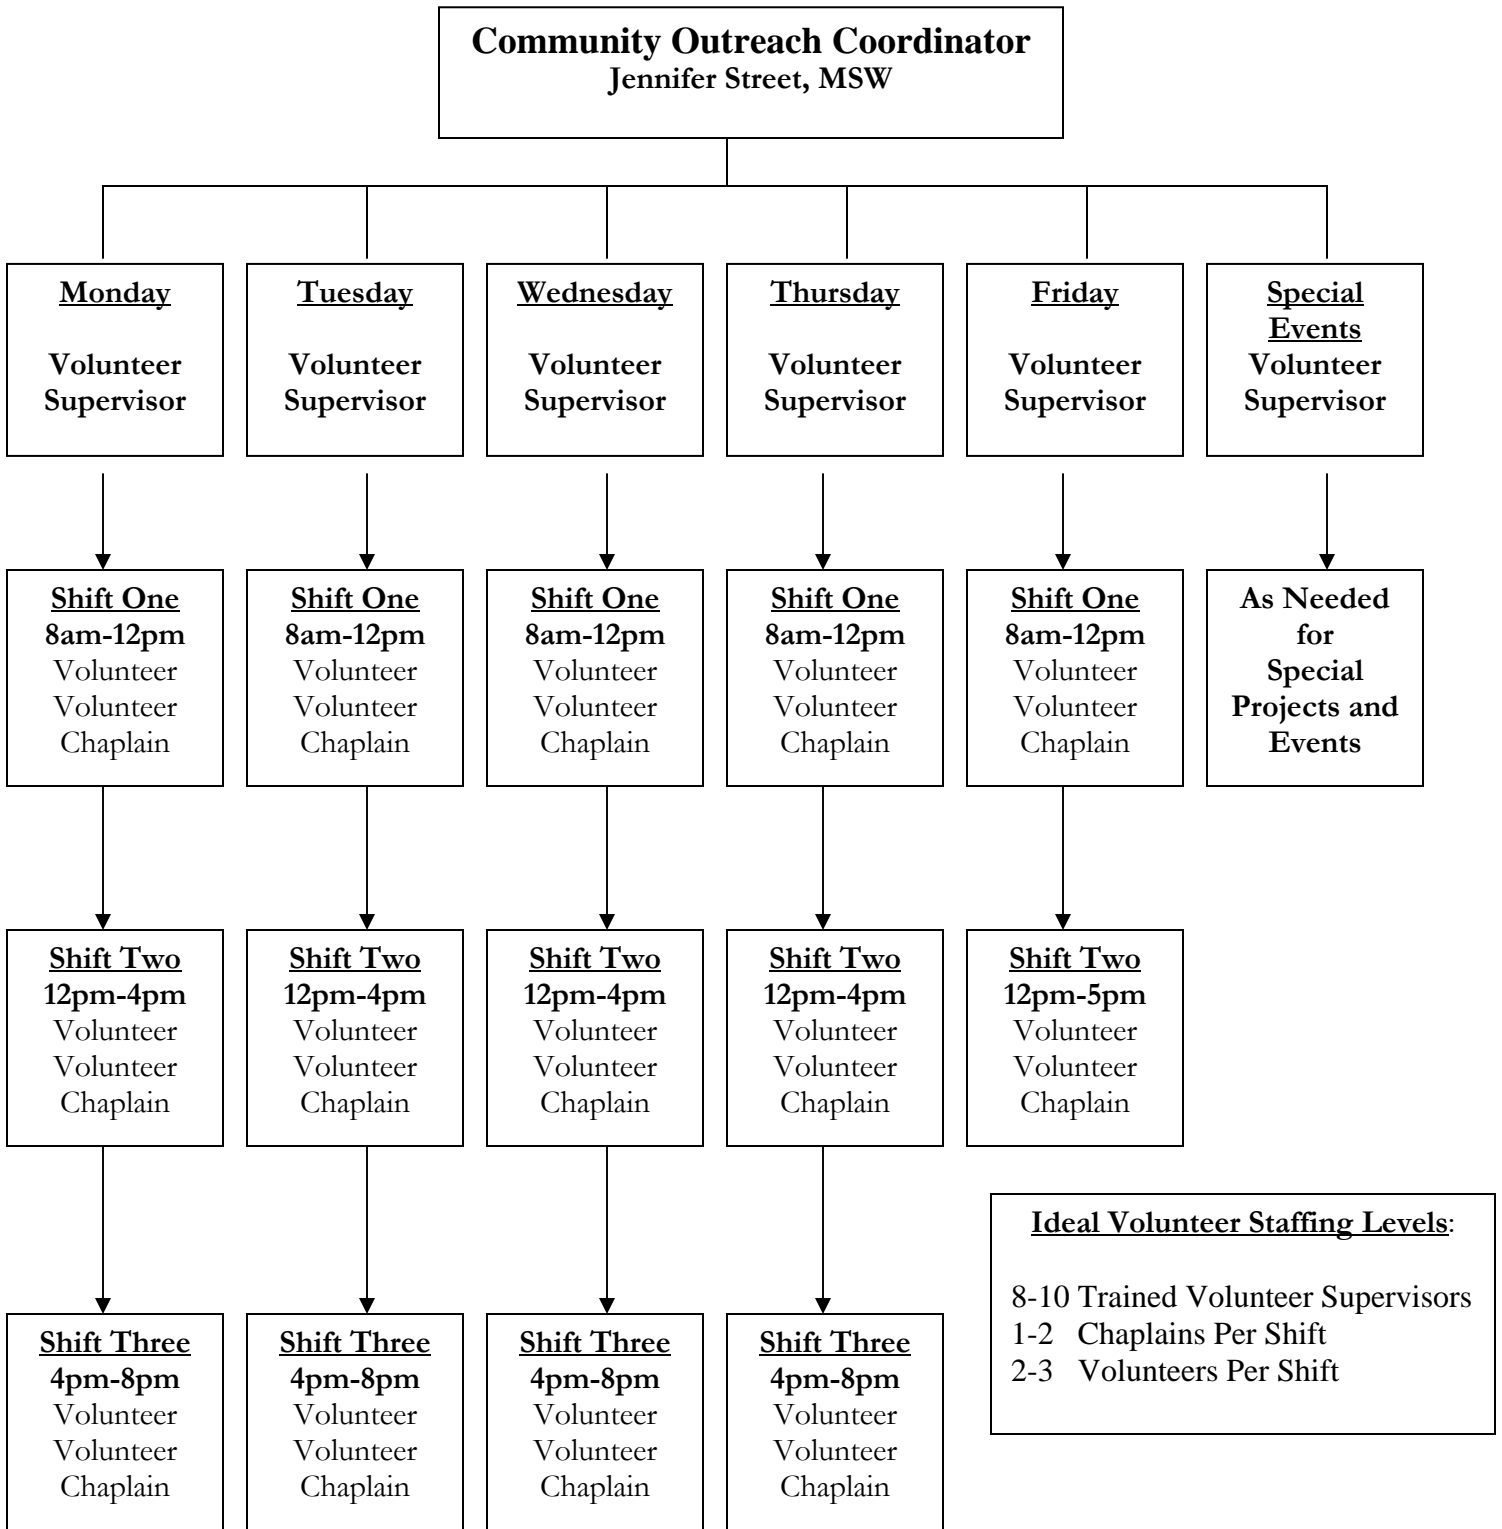 Community Outreach Coordinator
Jennifer Street, MSW
Monday
Volunteer
Supervisor
Tuesday
Volunteer
Supervisor
Wednesday
Volunteer
Supervisor
Thursday
Volunteer
Supervisor
Friday
Volunteer
Supervisor
Special
Events
Volunteer
Supervisor
Shift One
8am-12pm
Volunteer
Volunteer
Chaplain
Shift One
8am-12pm
Volunteer
Volunteer
Chaplain
Shift One
8am-12pm
Volunteer
Volunteer
Chaplain
Shift One
8am-12pm
Volunteer
Volunteer
Chaplain
Shift One
8am-12pm
Volunteer
Volunteer
Chaplain
As Needed
for
Special
Projects and
Events
Shift Two
12pm-4pm
Volunteer
Volunteer
Chaplain
Shift Two
12pm-4pm
Volunteer
Volunteer
Chaplain
Shift Two
12pm-4pm
Volunteer
Volunteer
Chaplain
Shift Two
12pm-4pm
Volunteer
Volunteer
Chaplain
Shift Two
12pm-5pm
Volunteer
Volunteer
Chaplain
Shift Three
4pm-8pm
Volunteer
Volunteer
Chaplain
Shift Three
4pm-8pm
Volunteer
Volunteer
Chaplain
Shift Three
4pm-8pm
Volunteer
Volunteer
Chaplain
Shift Three
4pm-8pm
Volunteer
Volunteer
Chaplain
Ideal Volunteer Staffing Levels:
8-10 Trained Volunteer Supervisors
1-2 Chaplains Per Shift
2-3 Volunteers Per Shift